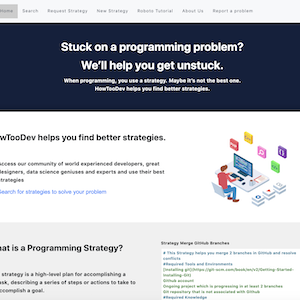 Home Search Request Strategy New Strategy Robots Tutorial About Us Report a problem
Stuck on a programming problem?
We'll help you get unstuck.
When programming, you use a strategy. Maybe it's not the best one.
HowTooDev helps you find better strategies.
wTooDev helps you find better strategies.
ccess our community of world experienced developers, great
esigners, data science geniuses and experts and use their best
trategies
Search for strategies to solve your problem
hat is a Programming Strategy?
strategy is a high-level plan for accomplishing a
sk, describing a series of steps or actions to take to
ccomplish a goal.
Strategy Merge GitHub Branches
# This Strategy helps you merge 2 branches in GitHub and resolve
conflicts
#Required Tools and Environments
[installing git](https://git-scm.com/book/en/v2/Getting-Started-
Installing-Git)
GitHub account
Ongoing project which is progressing in at least 2 branches
Git repository that is not associated with GitHub
#Required Knowledge